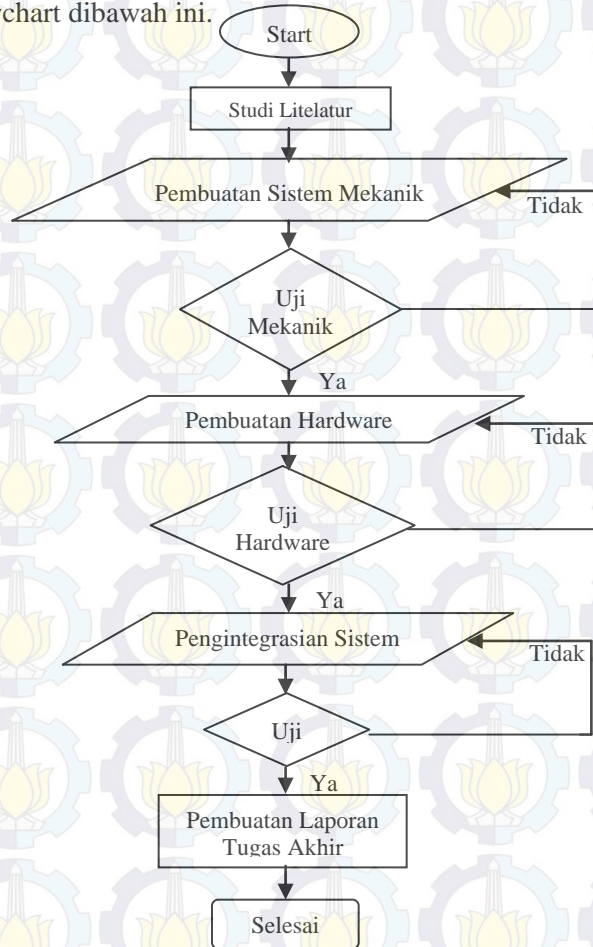 chart dibawah ini.
Start
Studi Litelatur
Pembuatan Sistem Mekanik
Tidak
Uji
Mekanik
Ya
Pembuatan Hardware
Tidak
Uji
Hardware
Ya
Pengintegrasian Sistem
Tidak
Uji
Ya
Pembuatan Laporan
Tugas Akhir
Selesai